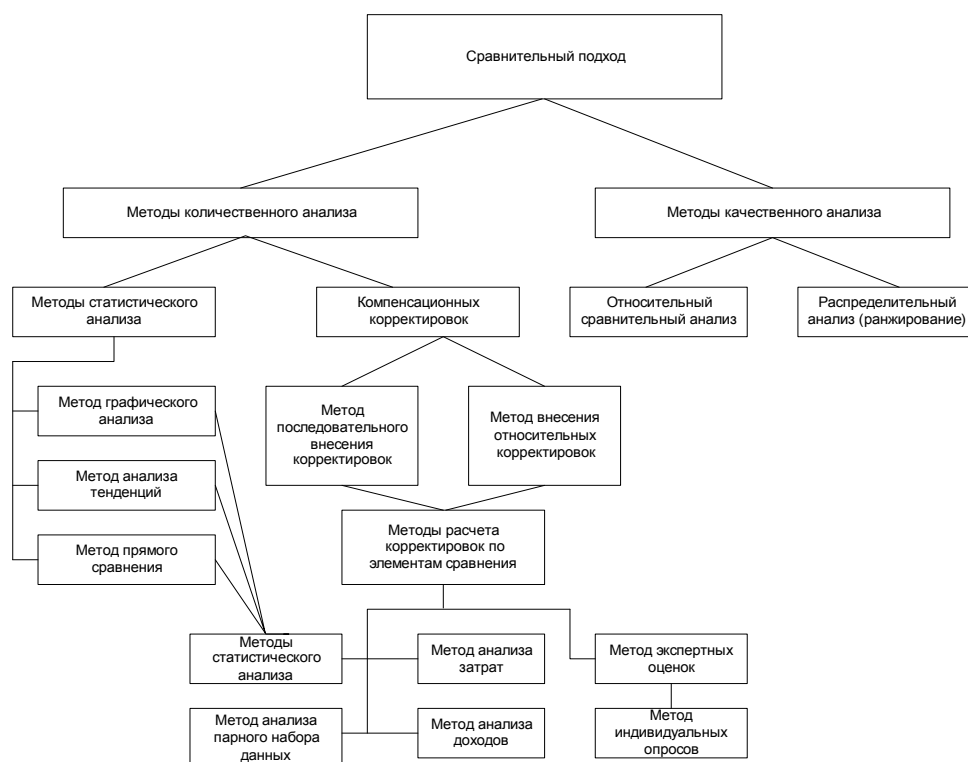 Сравнительный подход
Методы количественного анализа
Методы качественного анализа
Методы статистического
анализа
Компенсационных
корректировок
Относительный
сравнительный анализ
Распределительный
анализ (ранжирование)
Метод графического
анализа
Метод
последовательного
внесения
корректировок
Метод внесения
относительных
корректировок
Метод анализа
тенденций
Методы расчета
корректировок по
элементам сравнения
Метод прямого
сравнения
Методы
статистического
анализа
Метод анализа
затрат
Метод экспертных
оценок
Метод анализа
парного набора
данных
Метод анализа
доходов
Метод
индивидуальных
опросов